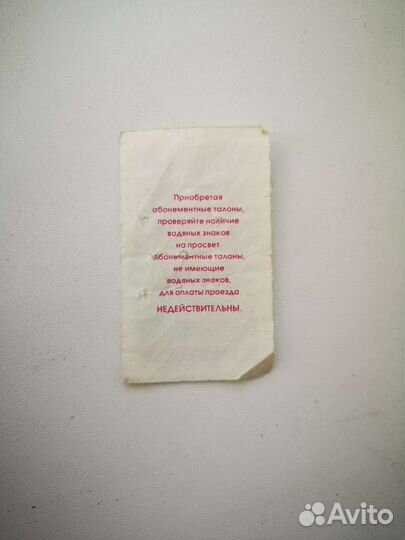 Приобретая
абонементные талоны,
проверяйте наличие
водяных знаков
на просвет.
Абонементные талоны,
не имеющие
водяных знаков,
для оплаты проезда
НЕДЕЙСТВИТЕЛЬНЫ.
Avito